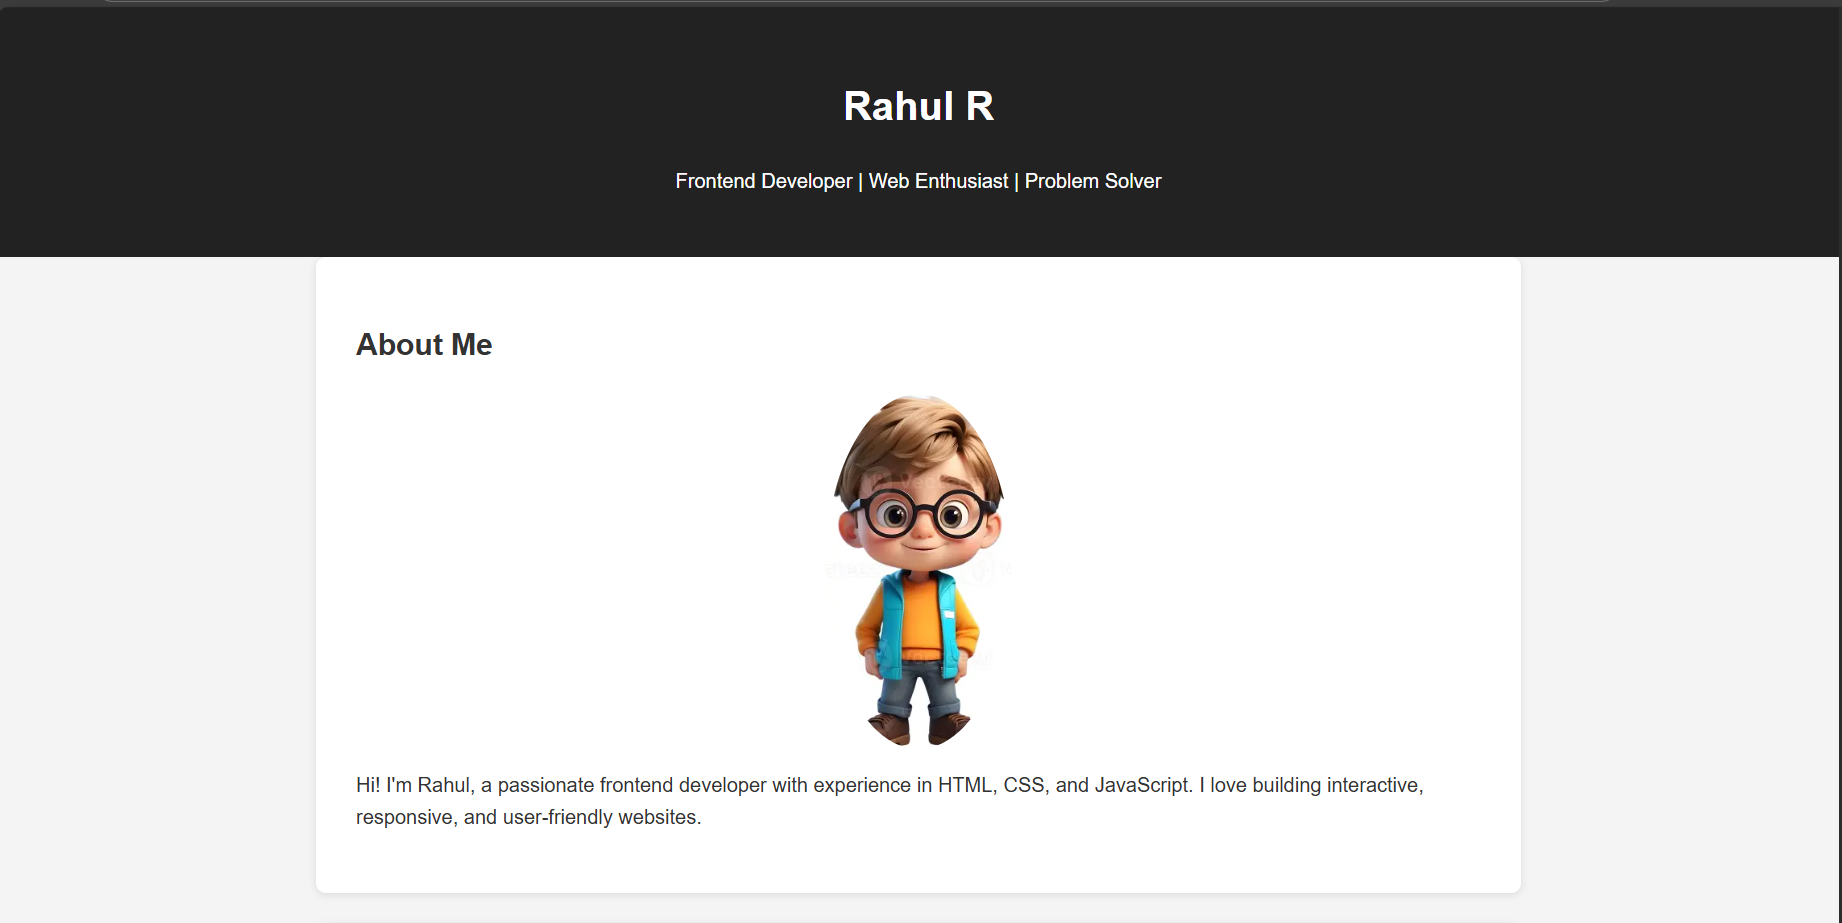 Rahul R
Frontend Developer | Web Enthusiast | Problem Solver
About Me
Hi! I'm Rahul, a passionate frontend developer with experience in HTML, CSS, and JavaScript. I love building interactive,
responsive, and user-friendly websites.